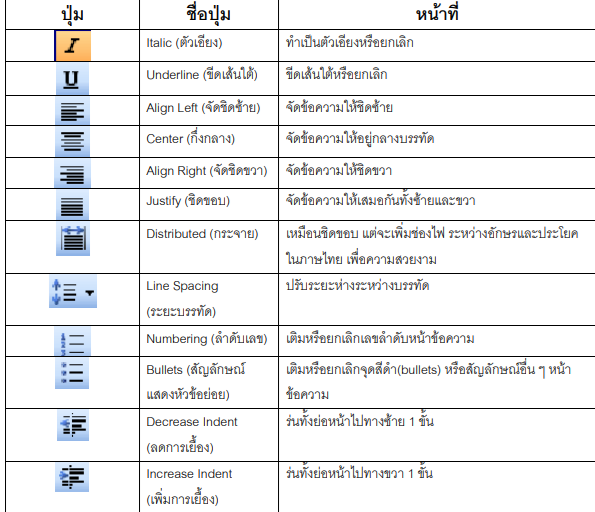 ปุ่ม ชื่อปุ่ม หน้าที่
I Italic (ตัวเอียง) ทำเป็นตัวเอียงหรือยกเลิก
U Underline (ขีดเส้นใต้) ขีดเส้นใต้หรือยกเลิก
Align Left (จัดชิดซ้าย) จัดข้อความให้ชิดซ้าย
Center (กึ่งกลาง) จัดข้อความให้อยู่กลางบรรทัด
Align Right (จัดชิดขวา) จัดข้อความให้ชิดขวา
Justify (ชิดขอบ) จัดข้อความให้เสมอกันทั้งซ้ายและขวา
Distributed (กระจาย) เหมือนชิดขอบ แต่จะเพิ่มช่องไฟ ระหว่างอักษรและประโยค
ในภาษไทย เพื่อความสวยงาม
Line Spacing ปรับระยะห่างระหว่างบรรทัด
(ระยะบรรทัด)
1 2 3 Numbering (ลำดับเลข) เติมหรือยกเลิกเลขลำดับหน้าข้อความ
Bullets (สัญลักษณ์ เติมหรือยกเลิกจุดสีดำ(bullets) หรือสัญลักษณ์อื่น ๆ หน้า
แสดงหัวข้อย่อย) ข้อความ
Decrease Indent ร่นทั้งย่อหน้าไปทางซ้าย 1 ขั้น
(ลดการเยื้อง)
Increase Indent ร่นทั้งย่อหน้าไปทางขวา 1 ขั้น
(เพิ่มการเยื้อง)